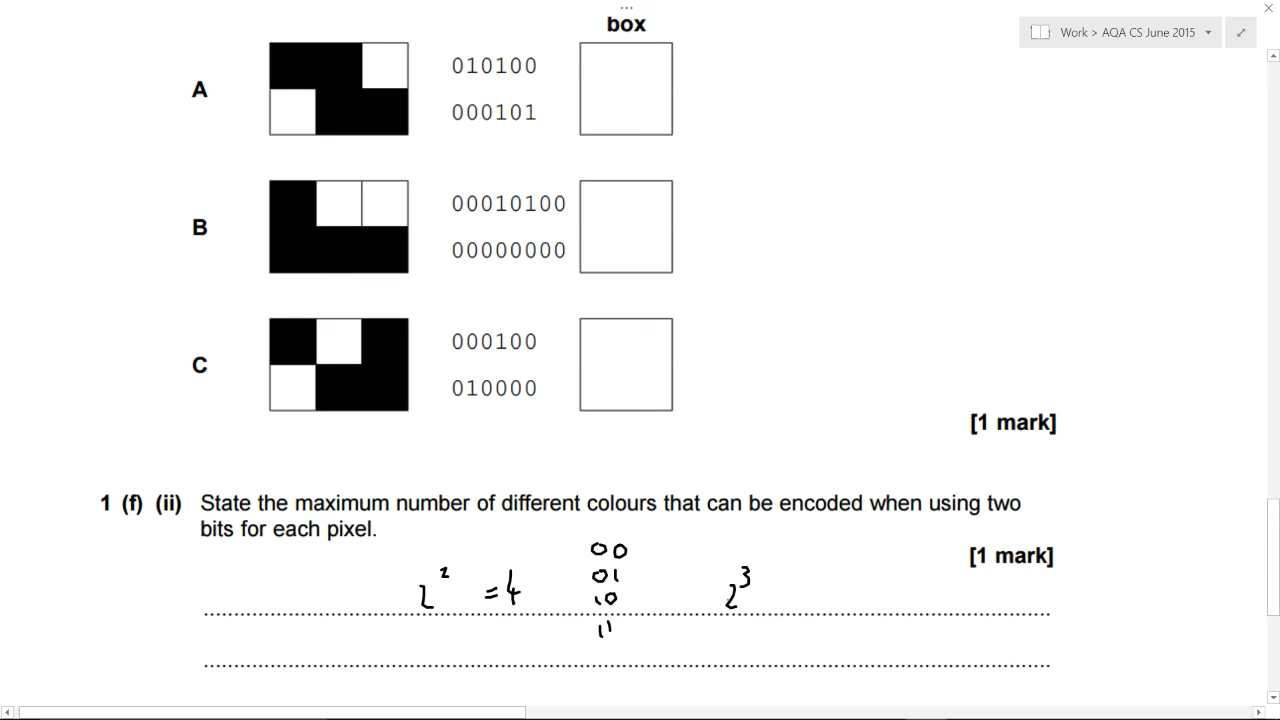 ...
box
Work > AQA CS June 2015
A
010100
000101
B
00010100
00000000
C
000100
010000
[1 mark]
1 (f) (ii) State the maximum number of different colours that can be encoded when using two
bits for each pixel.
[1 mark]
00
01
2² = 4
10
2³
11